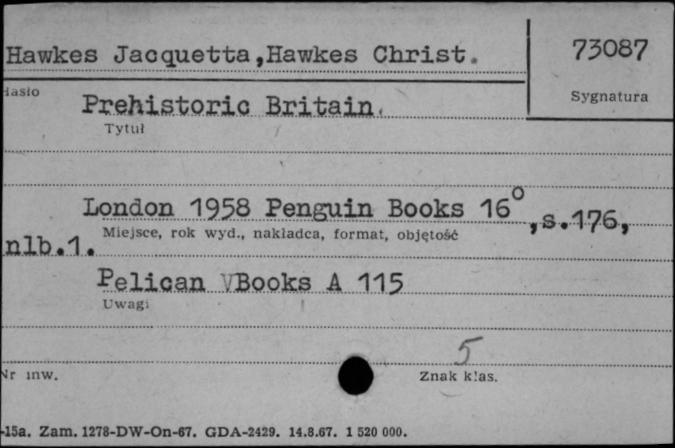 Hawkes Jacquetta,Hawkes Christ.
73087
Hasło
Sygnatura
Prehistoric Britain.
Tytuł
London 1958 Penguin Books 16°,s.176,
Miejsce, rok wyd., nakładca, format, objętość
nlb.1.
Pelican Books A 115
Uwagi
5
Nr inw.
Znak klas.
-15a. Zam. 1278-DW-On-67. GDA-2429. 14.8.67. 1 520 000.